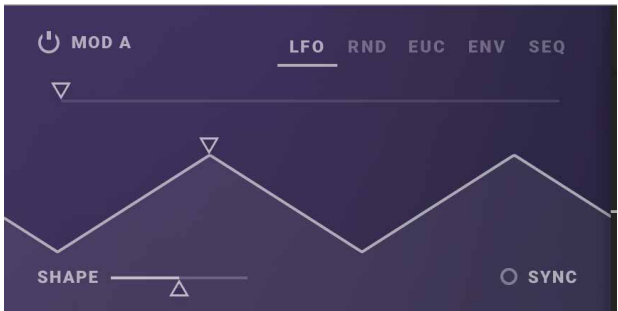 MOD A
LFO RND EUC ENV SEQ
SHAPE
SYNC